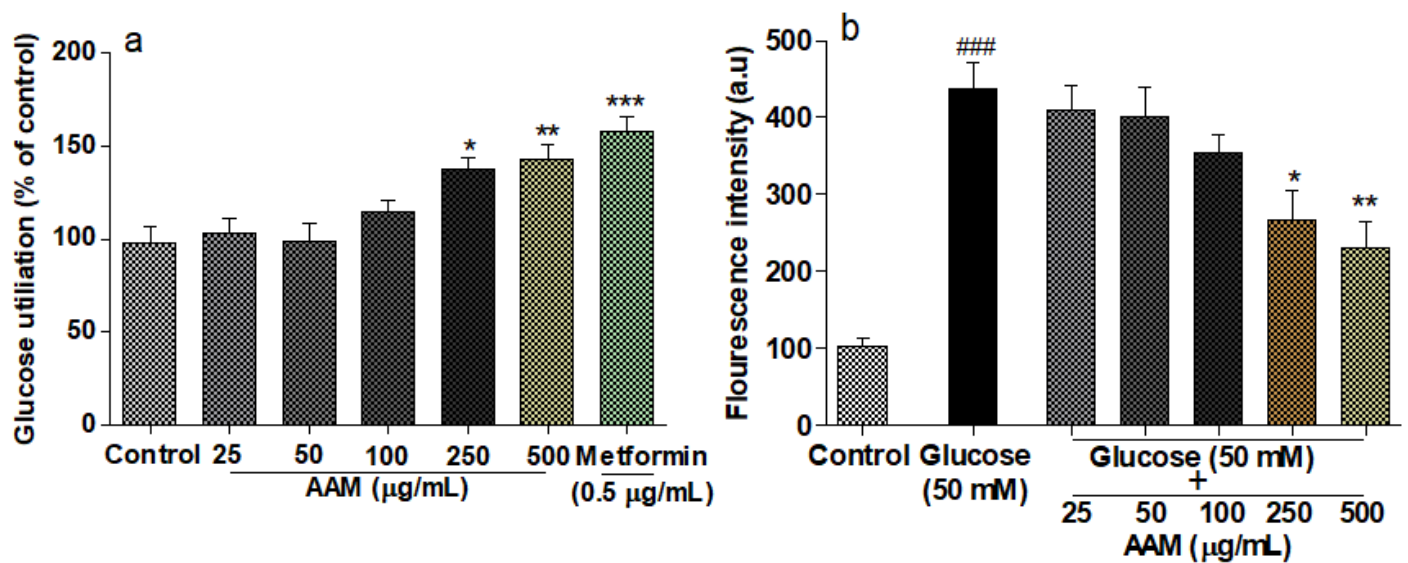 a
Glucose utiliation (% of control)
200
150
100
50
0
*
**
***
Control 25 50 100 250 500 Metformin
AAM (μg/mL) (0.5 μg/mL)
b
Flourescence intensity (a.u)
500
400
300
200
100
0
###
*
**
Control Glucose Glucose (50 mM)
(50 mM) +
25 50 100 250 500
AAM (μg/mL)